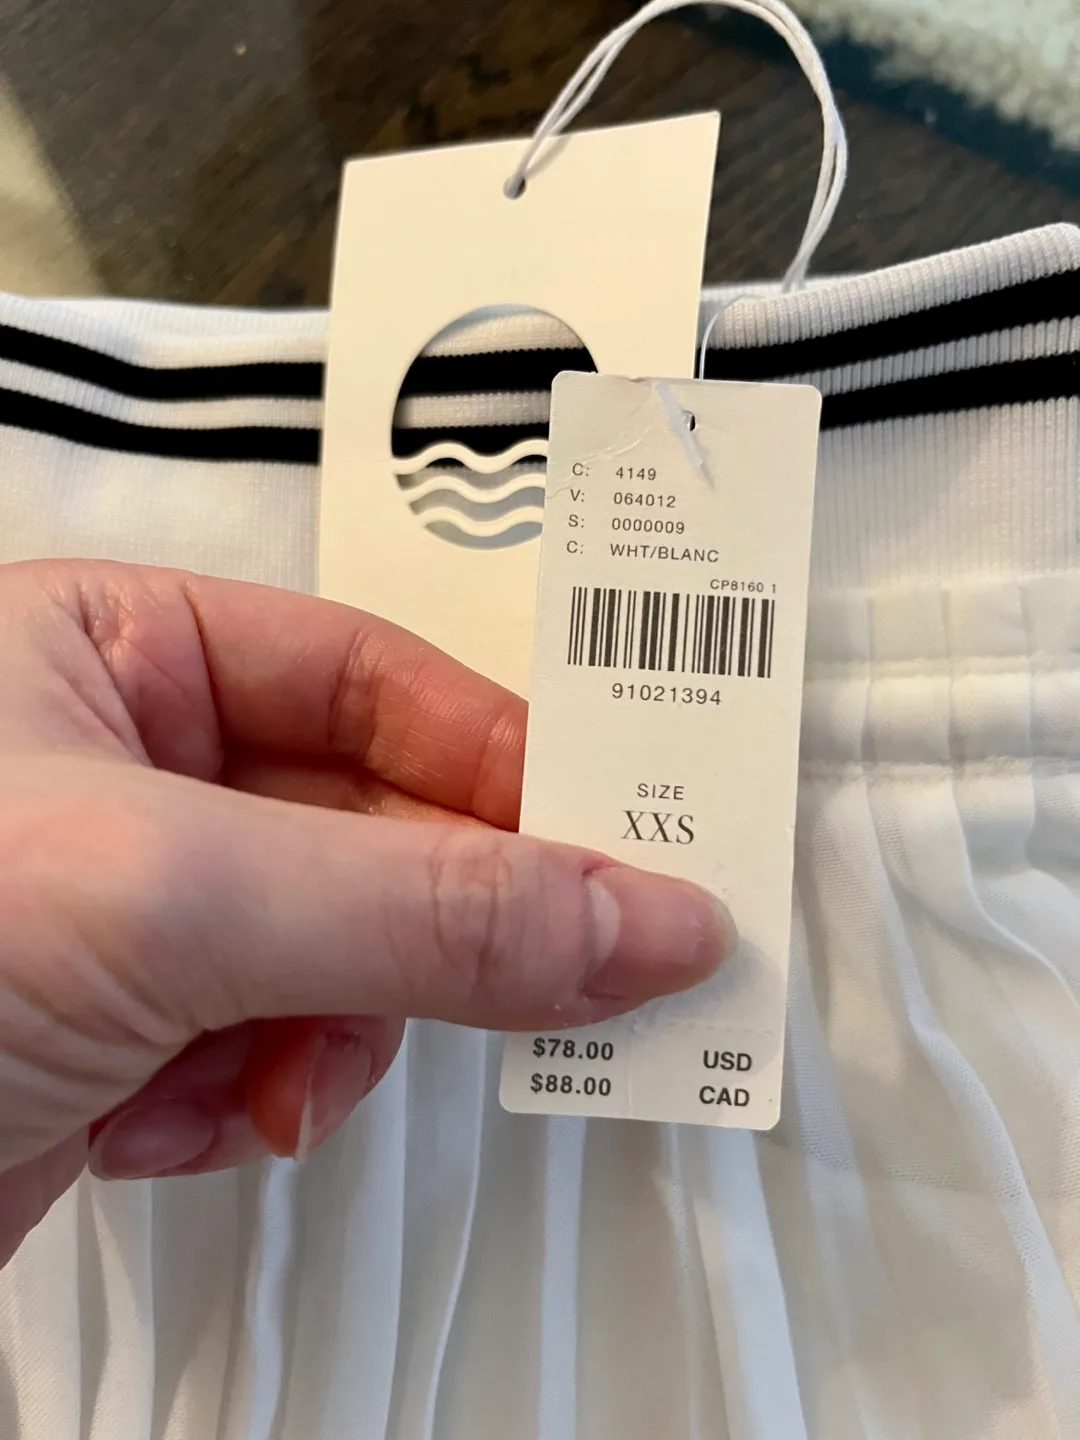 C: 4149
V: 064012
S: 0000009
C: WHT/BLANC
CP8160 1
91021394
SIZE
XXS
$78.00 USD
$88.00 CAD